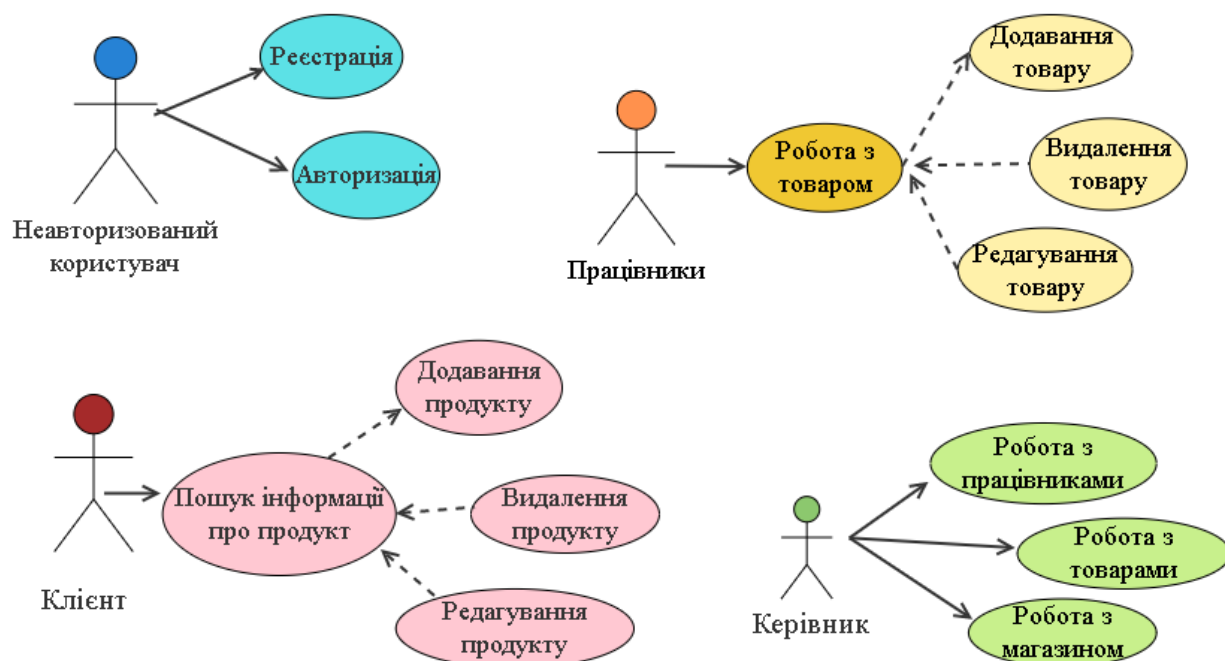 Реєстрація
Авторизація
Неавторизований
користувач
Додавання
товару
Робота з
товаром
Видалення
товару
Редагування
товару
Працівники
Додавання
продукту
Пошук інформації
про продукт
Видалення
продукту
Редагування
продукту
Клієнт
Робота з
працівниками
Робота з
товарами
Робота з
магазином
Керівник